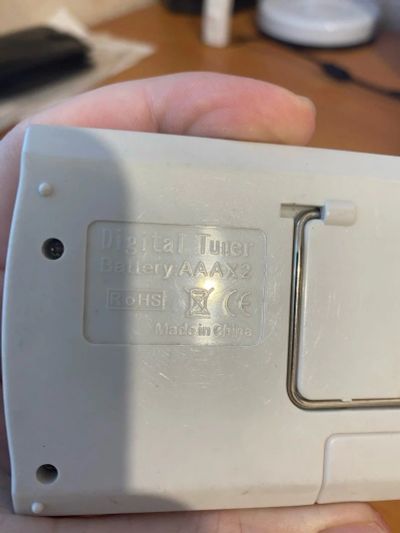 Digital Tuner
Battery:AAAX2
RoHS CE
Made in China